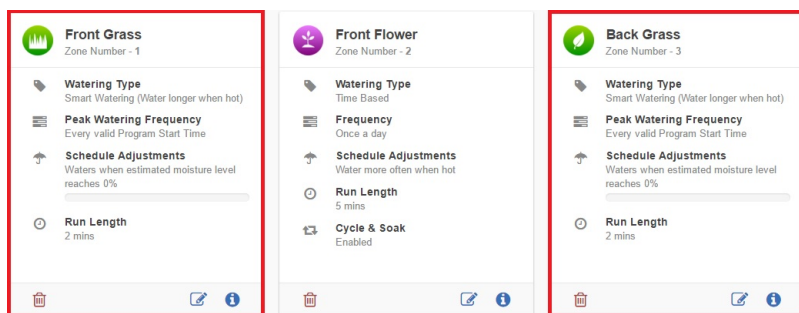 Front Grass
Zone Number - 1
Watering Type
Smart Watering (Water longer when hot)
Peak Watering Frequency
Every valid Program Start Time
Schedule Adjustments
Waters when estimated moisture level
reaches 0%
Run Length
2 mins
Front Flower
Zone Number - 2
Watering Type
Time Based
Frequency
Once a day
Schedule Adjustments
Water more often when hot
Run Length
5 mins
Cycle & Soak
Enabled
Back Grass
Zone Number - 3
Watering Type
Smart Watering (Water longer when hot)
Peak Watering Frequency
Every valid Program Start Time
Schedule Adjustments
Waters when estimated moisture level
reaches 0%
Run Length
2 mins